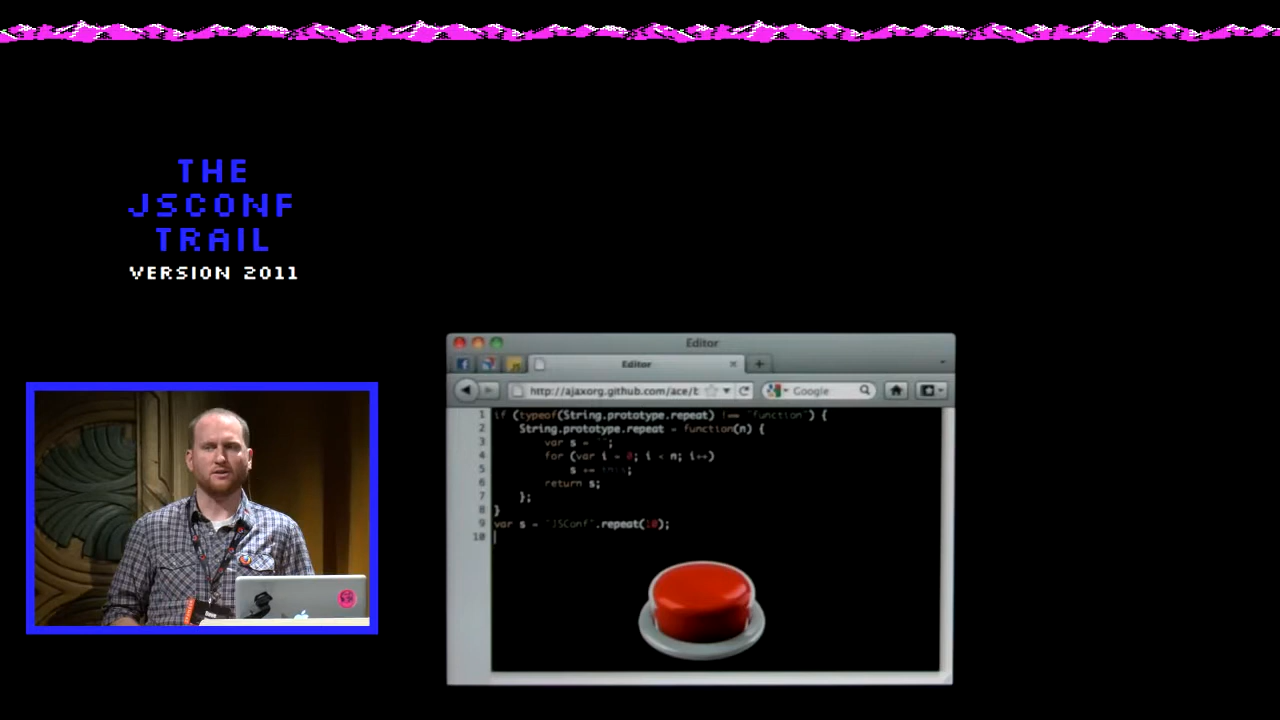 THE
JSCONF
TRAIL
VERSION 2011
Editor
Editor
http://ajaxorg.github.com/ace/b
Google
1 if (typeof(String.prototype.repeat) !== "function") {
2 String.prototype.repeat = function(n) {
3 var s = "";
4 for (var i = 0; i < n; i++)
5 s += this;
6 return s;
7 };
8 }
9 var s = "JSConf".repeat(10);
10